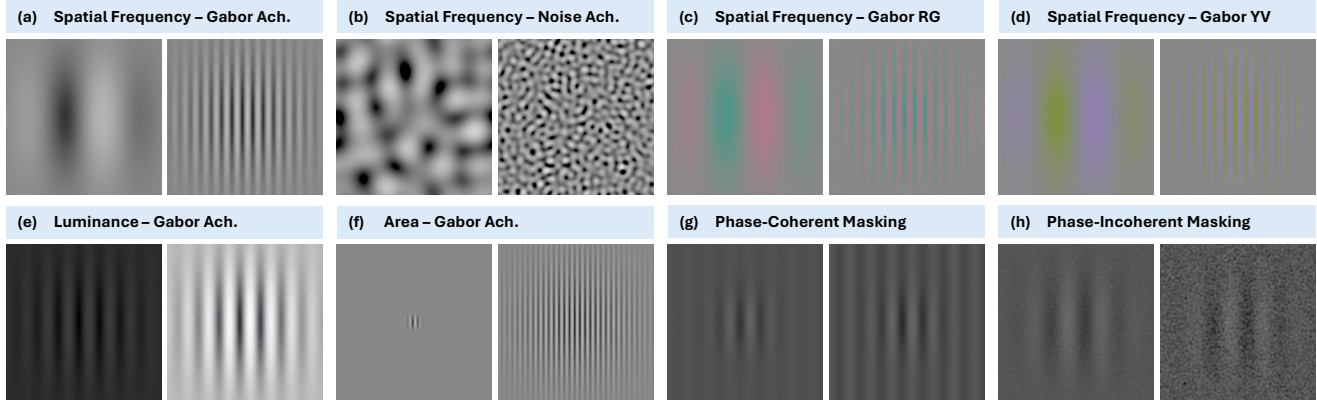 (a) Spatial Frequency – Gabor Ach.
(b) Spatial Frequency – Noise Ach.
(c) Spatial Frequency – Gabor RG
(d) Spatial Frequency – Gabor YV
(e) Luminance – Gabor Ach.
(f) Area – Gabor Ach.
(g) Phase-Coherent Masking
(h) Phase-Incoherent Masking